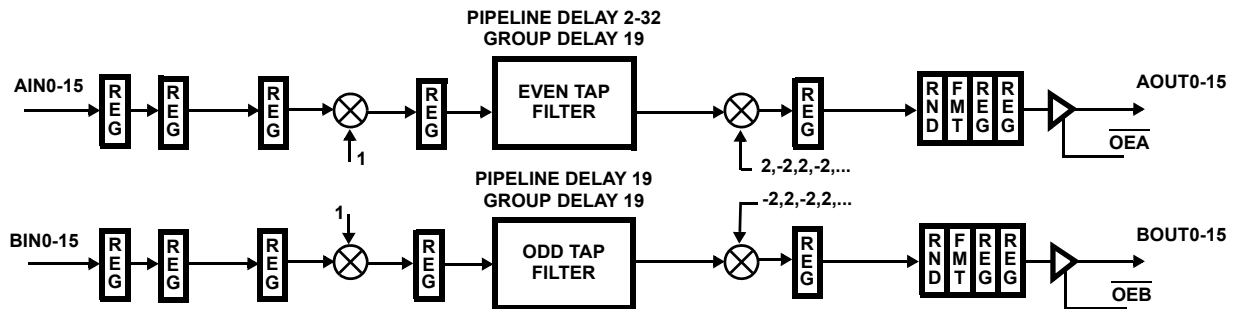 PIPELINE DELAY 2-32
GROUP DELAY 19
AIN0-15
REG
REG
REG
1
REG
EVEN TAP
FILTER
2,-2,2,-2,...
REG
RND
FMT
REG
REG
AOUT0-15
OEA
PIPELINE DELAY 19
GROUP DELAY 19
BIN0-15
REG
REG
REG
1
REG
ODD TAP
FILTER
-2,2,-2,2,...
REG
RND
FMT
REG
REG
BOUT0-15
OEB